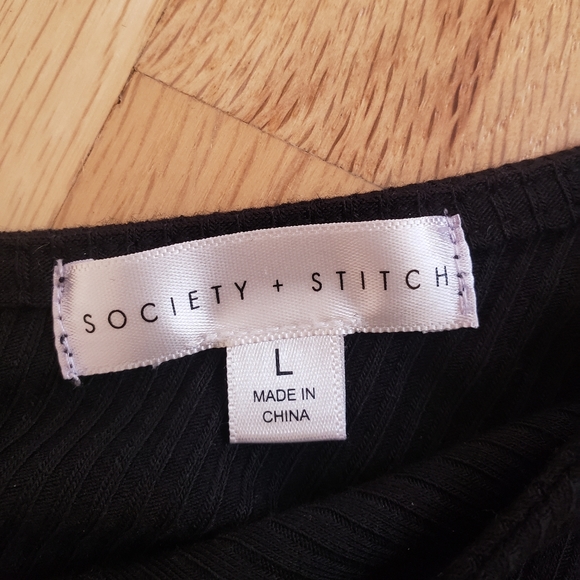 SOCIETY + STITCH
L
MADE IN
CHINA